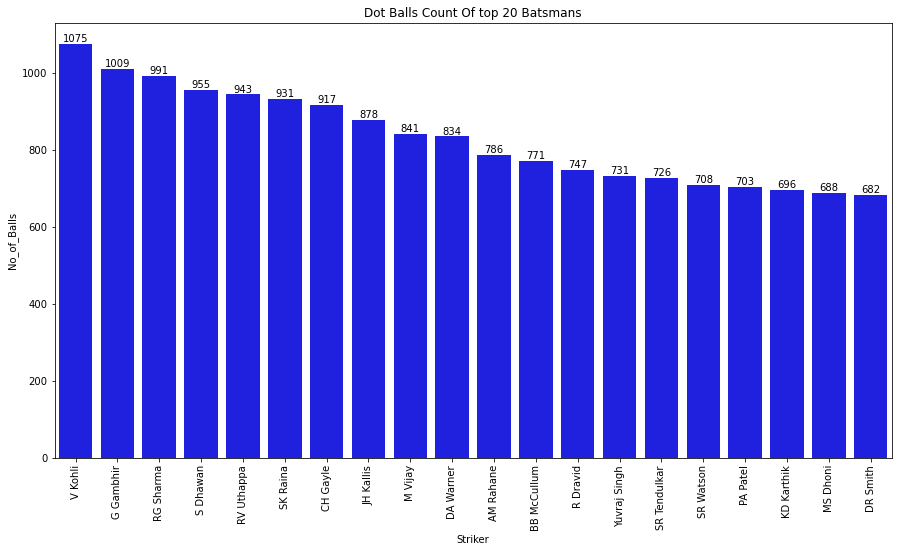 Dot Balls Count Of top 20 Batsmans
No_of_Balls
1000
800
600
400
200
0
1075
1009
991
955
943
931
917
878
841
834
786
771
747
731
726
708
703
696
688
682
V Kohli
G Gambhir
RG Sharma
S Dhawan
RV Uthappa
SK Raina
CH Gayle
JH Kallis
M Vijay
DA Warner
AM Rahane
BB McCullum
R Dravid
Yuvraj Singh
SR Tendulkar
SR Watson
PA Patel
KD Karthik
MS Dhoni
DR Smith
Striker